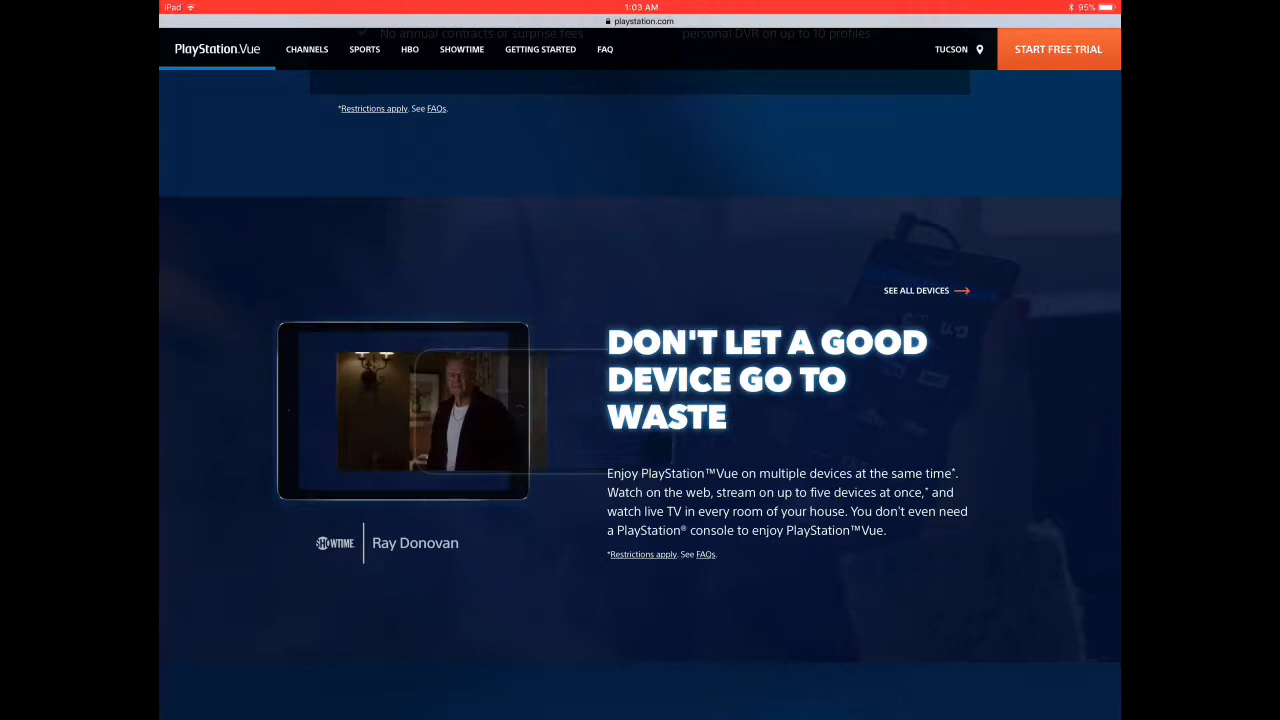 iPad 1:03 AM 95%
playstation.com
No annual contracts or surprise fees personal DVR on up to 10 profiles
PlayStation.Vue CHANNELS SPORTS HBO SHOWTIME GETTING STARTED FAQ TUCSON START FREE TRIAL
*Restrictions apply. See FAQs.
SEE ALL DEVICES
DON'T LET A GOOD
DEVICE GO TO
WASTE
Enjoy PlayStation™Vue on multiple devices at the same time*.
Watch on the web, stream on up to five devices at once,* and
watch live TV in every room of your house. You don't even need
a PlayStation® console to enjoy PlayStation™Vue.
*Restrictions apply. See FAQs.
SHOWTIME Ray Donovan